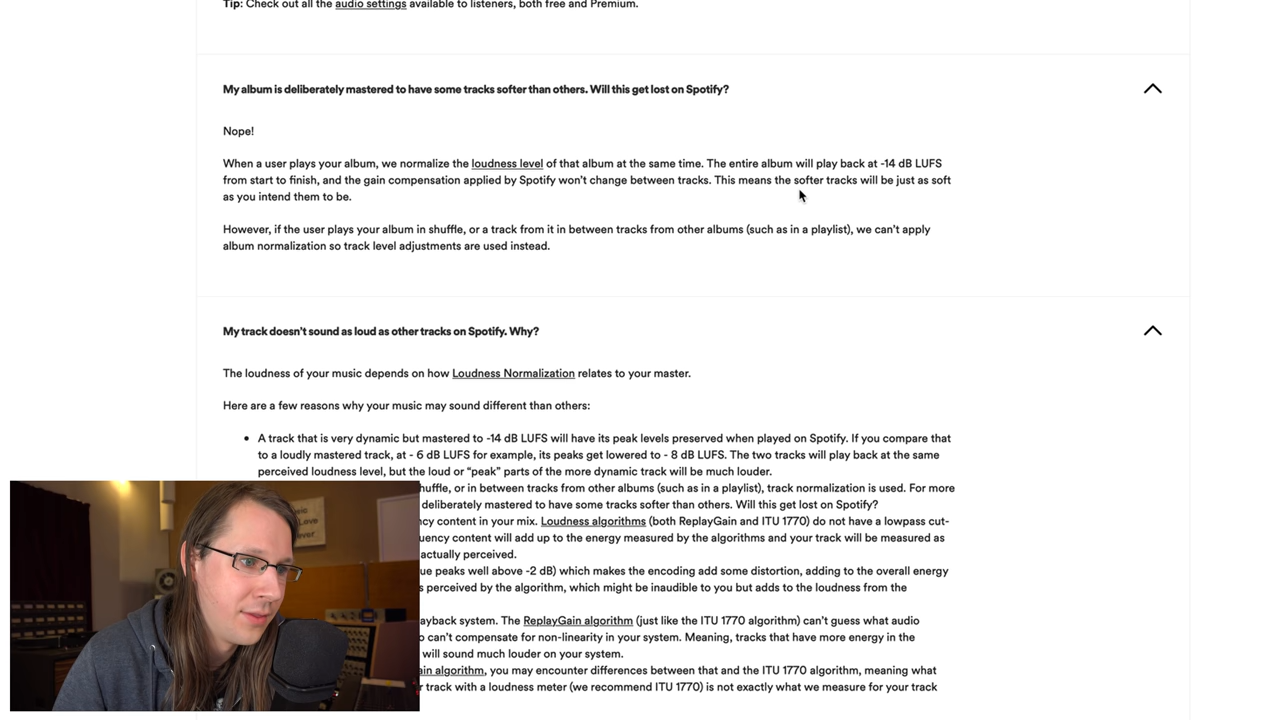 Tip: Check out all the audio settings available to listeners, both free and Premium.
My album is deliberately mastered to have some tracks softer than others. Will this get lost on Spotify?
Nope!
When a user plays your album, we normalize the loudness level of that album at the same time. The entire album will play back at -14 dB LUFS
from start to finish, and the gain compensation applied by Spotify won't change between tracks. This means the softer tracks will be just as soft
as you intend them to be.
However, if the user plays your album in shuffle, or a track from it in between tracks from other albums (such as in a playlist), we can't apply
album normalization so track level adjustments are used instead.
My track doesn't sound as loud as other tracks on Spotify. Why?
The loudness of your music depends on how Loudness Normalization relates to your master.
Here are a few reasons why your music may sound different than others:
• A track that is very dynamic but mastered to -14 dB LUFS will have its peak levels preserved when played on Spotify. If you compare that
to a loudly mastered track, at - 6 dB LUFS for example, its peaks get lowered to - 8 dB LUFS. The two tracks will play back at the same
perceived loudness level, but the loud or “peak” parts of the more dynamic track will be much louder.
huffle, or in between tracks from other albums (such as in a playlist), track normalization is used. For more
deliberately mastered to have some tracks softer than others. Will this get lost on Spotify?
ncy content in your mix. Loudness algorithms (both ReplayGain and ITU 1770) do not have a lowpass cut-
uency content will add up to the energy measured by the algorithms and your track will be measured as
actually perceived.
ue peaks well above -2 dB) which makes the encoding add some distortion, adding to the overall energy
s perceived by the algorithm, which might be inaudible to you but adds to the loudness from the
ayback system. The ReplayGain algorithm (just like the ITU 1770 algorithm) can't guess what audio
o can't compensate for non-linearity in your system. Meaning, tracks that have more energy in the
will sound much louder on your system.
ain algorithm, you may encounter differences between that and the ITU 1770 algorithm, meaning what
r track with a loudness meter (we recommend ITU 1770) is not exactly what we measure for your track